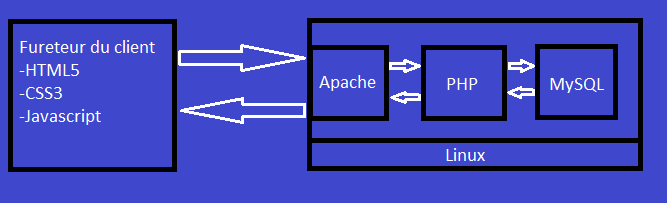 Fureteur du client
-HTML5
-CSS3
-Javascript
Apache
PHP
MySQL
Linux